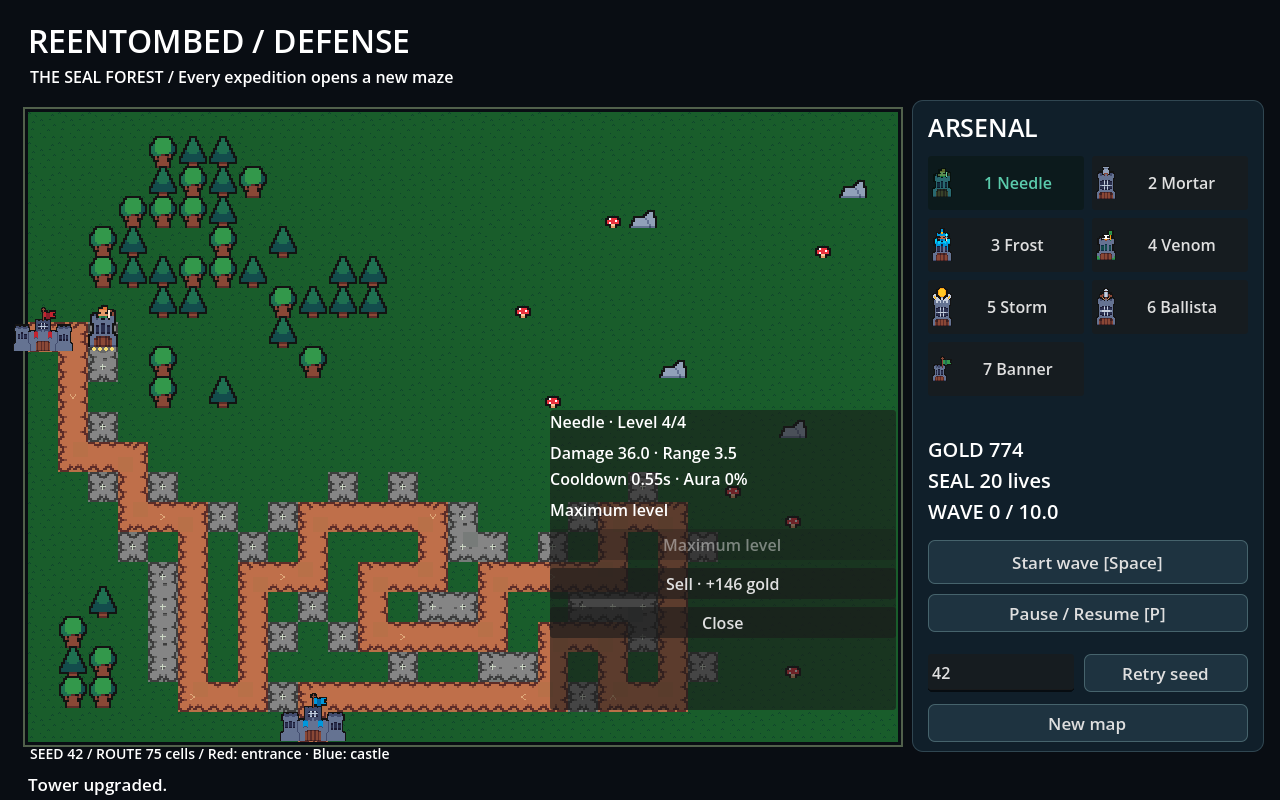 REENTOMBED / DEFENSE
THE SEAL FOREST / Every expedition opens a new maze
ARSENAL
1 Needle
2 Mortar
3 Frost
4 Venom
5 Storm
6 Ballista
7 Banner
Needle · Level 4/4
Damage 36.0 · Range 3.5
Cooldown 0.55s · Aura 0%
Maximum level
Maximum level
Sell · +146 gold
Close
GOLD 774
SEAL 20 lives
WAVE 0 / 10.0
Start wave [Space]
Pause / Resume [P]
42
Retry seed
New map
SEED 42 / ROUTE 75 cells / Red: entrance · Blue: castle
Tower upgraded.